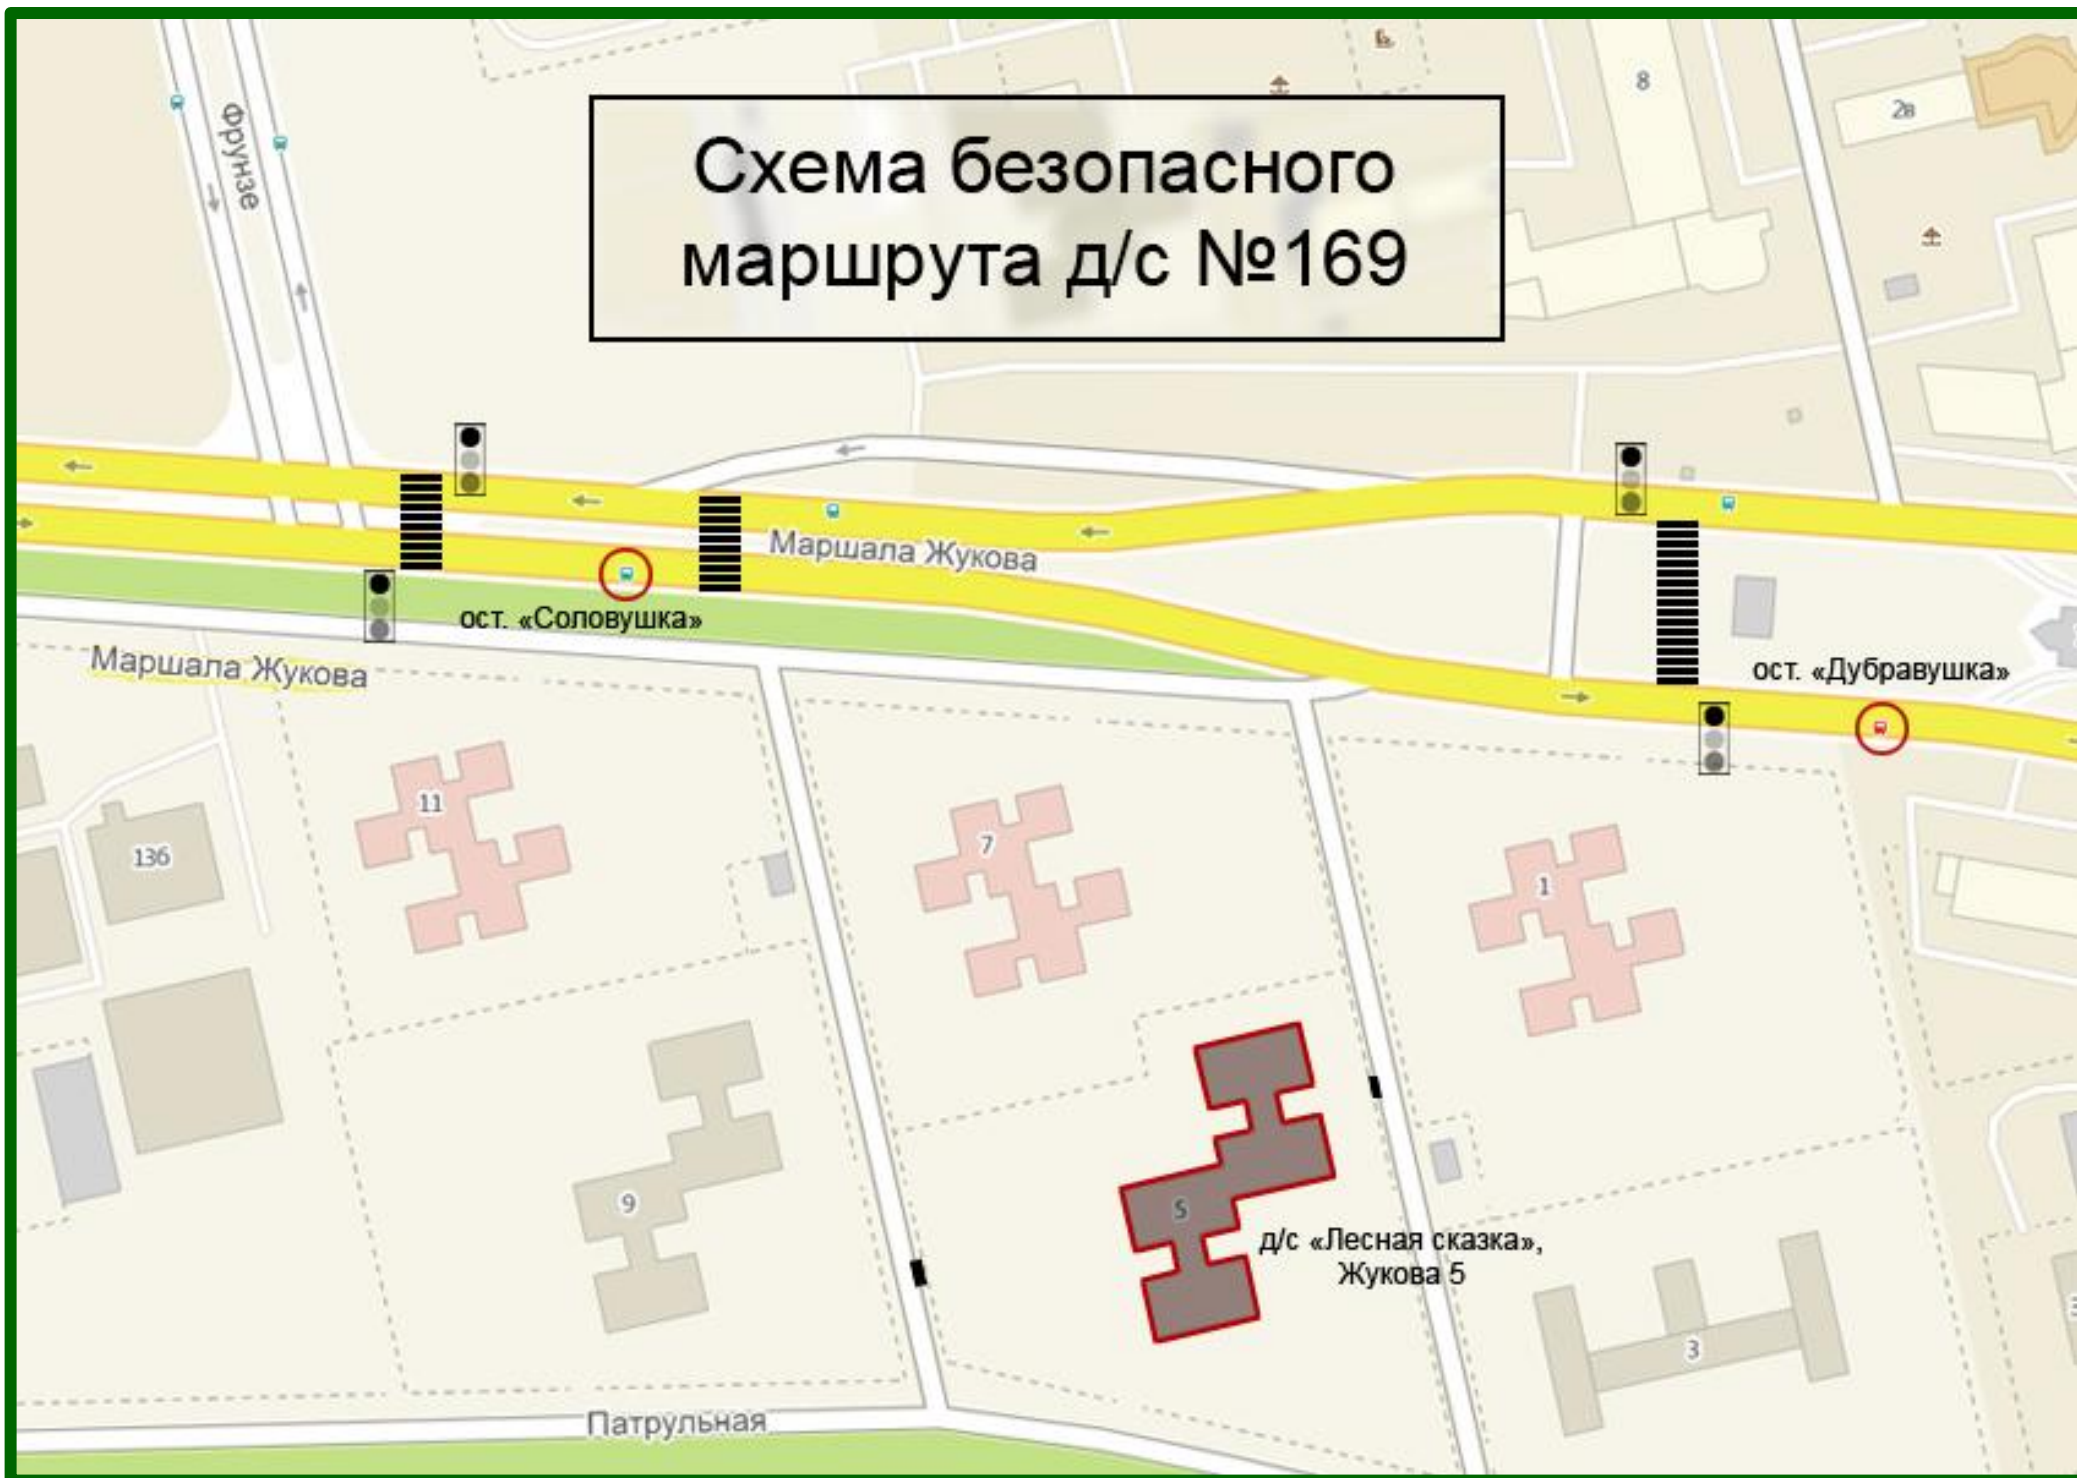 8
2в
Фрунзе
Схема безопасного
маршрута д/с №169
Маршала Жукова
ост. «Соловушка»
Маршала Жукова
ост. «Дубравушка»
11
13б
7
1
9
5
д/с «Лесная сказка»,
Жукова 5
3
Патрульная